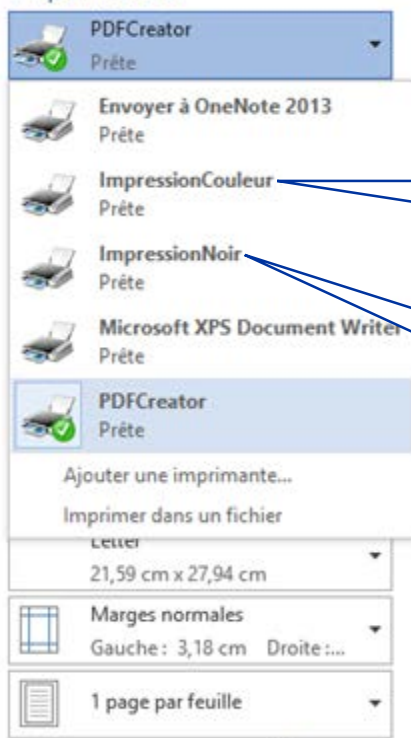 PDFCreator
Prête
Envoyer à OneNote 2013
Prête
ImpressionCouleur
Prête
ImpressionNoir
Prête
Microsoft XPS Document Writer
Prête
PDFCreator
Prête
Ajouter une imprimante...
Imprimer dans un fichier
Letter
21,59 cm x 27,94 cm
Marges normales
Gauche : 3,18 cm Droite :...
1 page par feuille